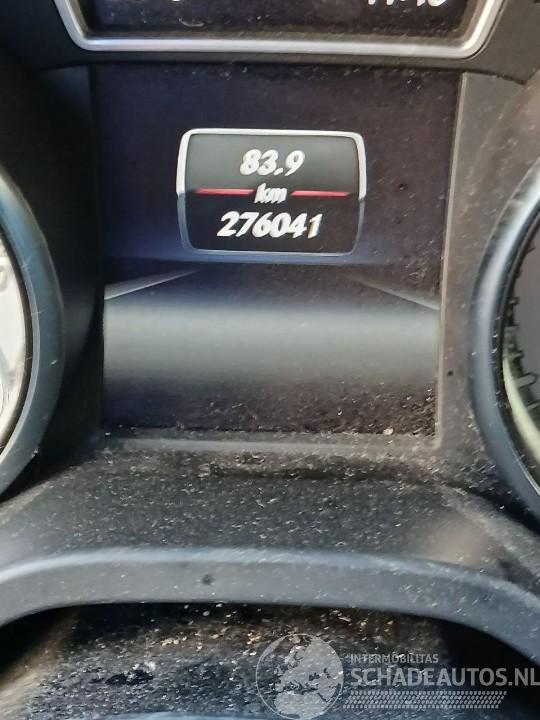 83.9
km
276041
INTERMOBILITAS
SCHADEAUTOS.NL